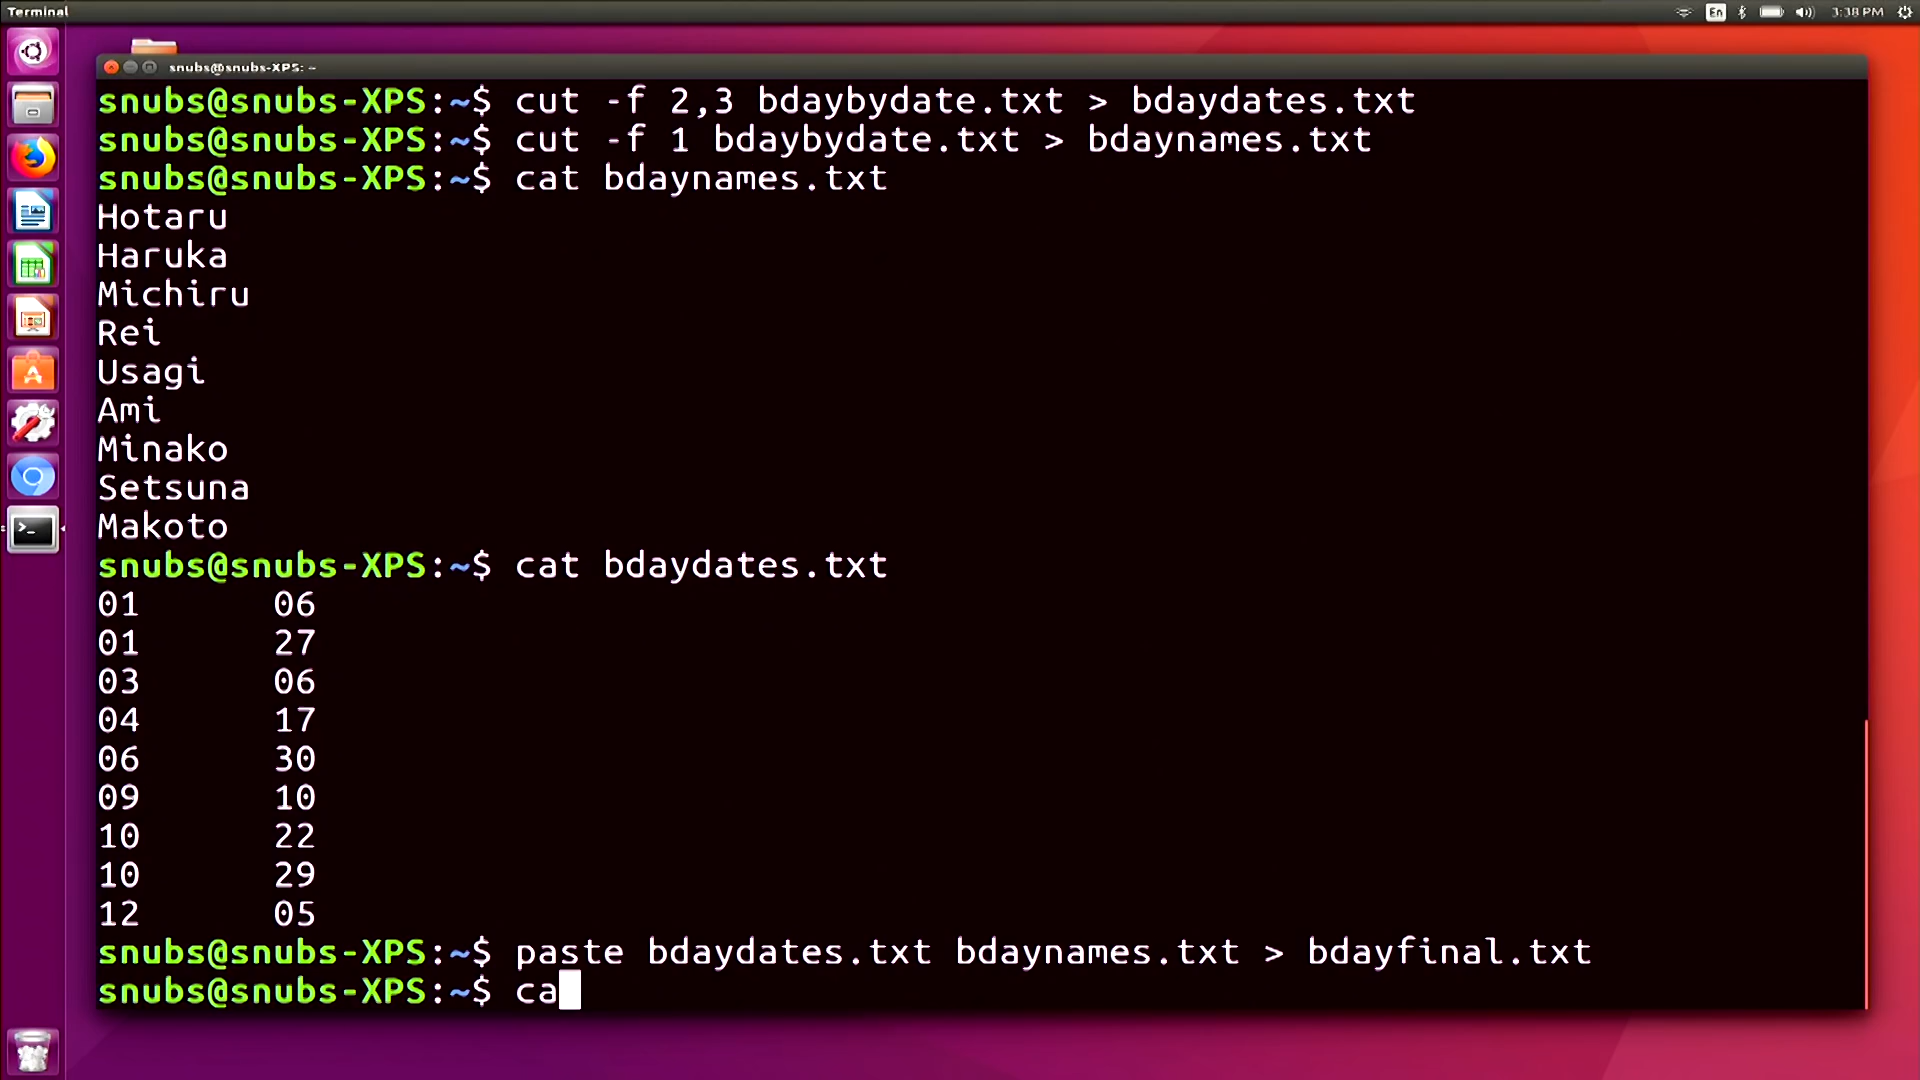 Terminal
En
3:38 PM
snubs@snubs-XPS: ~
snubs@snubs-XPS:~$ cut -f 2,3 bdaybydate.txt > bdaydates.txt
snubs@snubs-XPS:~$ cut -f 1 bdaybydate.txt > bdaynames.txt
snubs@snubs-XPS:~$ cat bdaynames.txt
Hotaru
Haruka
Michiru
Rei
Usagi
Ami
Minako
Setsuna
Makoto
snubs@snubs-XPS:~$ cat bdaydates.txt
01 06
01 27
03 06
04 17
06 30
09 10
10 22
10 29
12 05
snubs@snubs-XPS:~$ paste bdaydates.txt bdaynames.txt > bdayfinal.txt
snubs@snubs-XPS:~$ ca